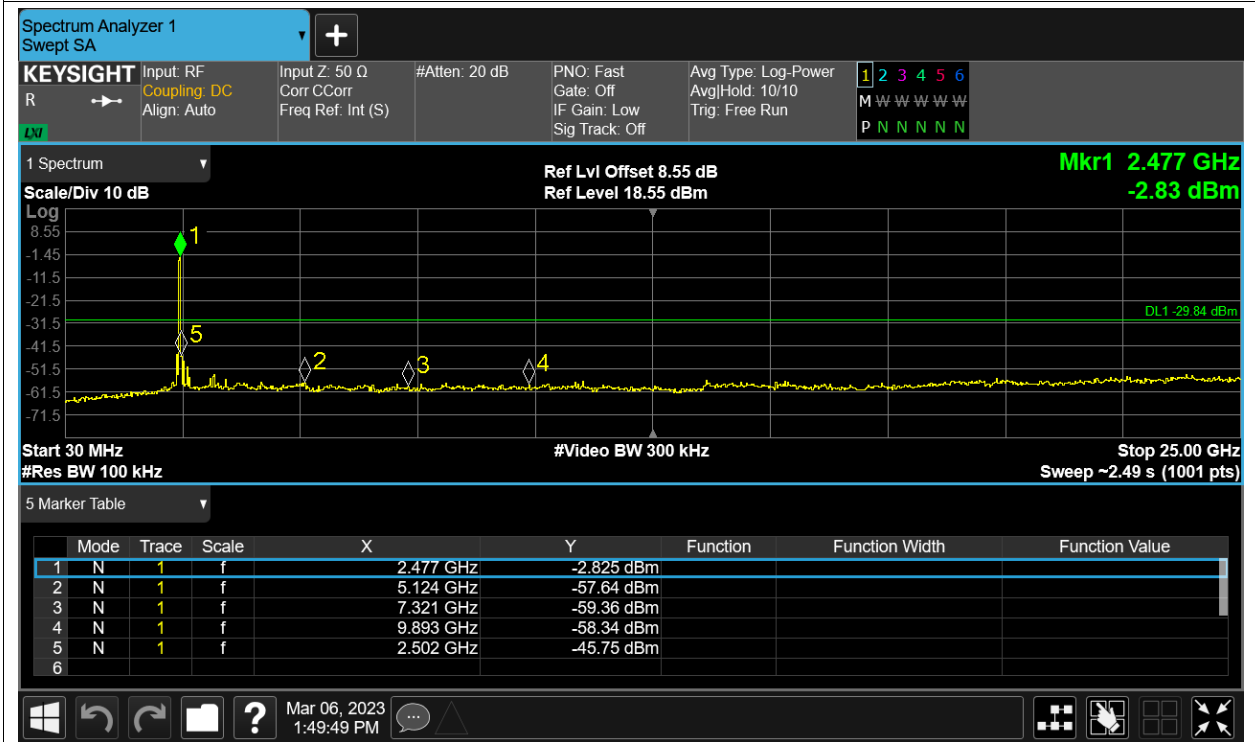 Spectrum Analyzer 1
Swept SA
+
KEYSIGHT Input: RF Input Z: 50 Ω #Atten: 20 dB PNO: Fast Avg Type: Log-Power 1 2 3 4 5 6
R Coupling: DC Corr CCorr Gate: Off Avg|Hold: 10/10 M W W W W W
Align: Auto Freq Ref: Int (S) IF Gain: Low Trig: Free Run
LXI Sig Track: Off P N N N N N
1 Spectrum Ref Lvl Offset 8.55 dB Mkr1 2.477 GHz
Scale/Div 10 dB Ref Level 18.55 dBm -2.83 dBm
Log
8.55
1
-1.45
-11.5
-21.5
DL1 -29.84 dBm
-31.5
5
-41.5
2 3 4
-51.5
-61.5
-71.5
Start 30 MHz #Video BW 300 kHz Stop 25.00 GHz
#Res BW 100 kHz Sweep ~2.49 s (1001 pts)
5 Marker Table
Mode Trace Scale X Y Function Function Width Function Value
1 N 1 f 2.477 GHz -2.825 dBm
2 N 1 f 5.124 GHz -57.64 dBm
3 N 1 f 7.321 GHz -59.36 dBm
4 N 1 f 9.893 GHz -58.34 dBm
5 N 1 f 2.502 GHz -45.75 dBm
6
? Mar 06, 2023
1:49:49 PM